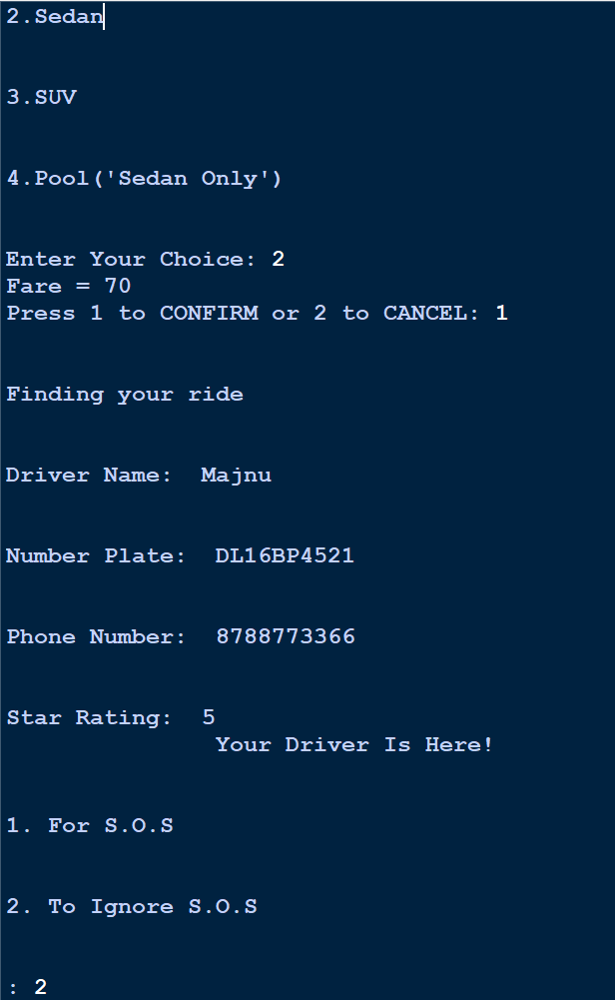 2.Sedan
3.SUV
4.Pool('Sedan Only')
Enter Your Choice: 2
Fare = 70
Press 1 to CONFIRM or 2 to CANCEL: 1
Finding your ride
Driver Name:  Majnu
Number Plate:  DL16BP4521
Phone Number:  8788773366
Star Rating:  5
Your Driver Is Here!
1. For S.O.S
2. To Ignore S.O.S
: 2